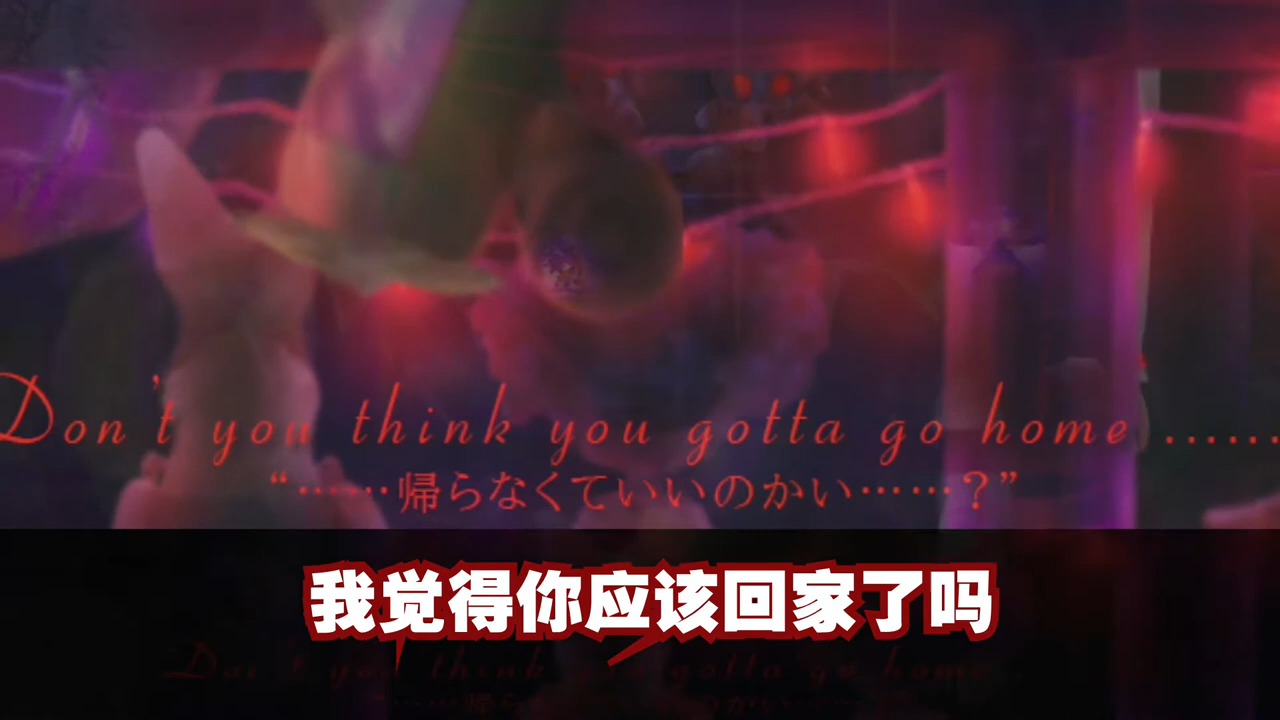 Don't you think you gotta go home ......
“……帰らなくていいのかい……？”
我觉得你应该回家了吗